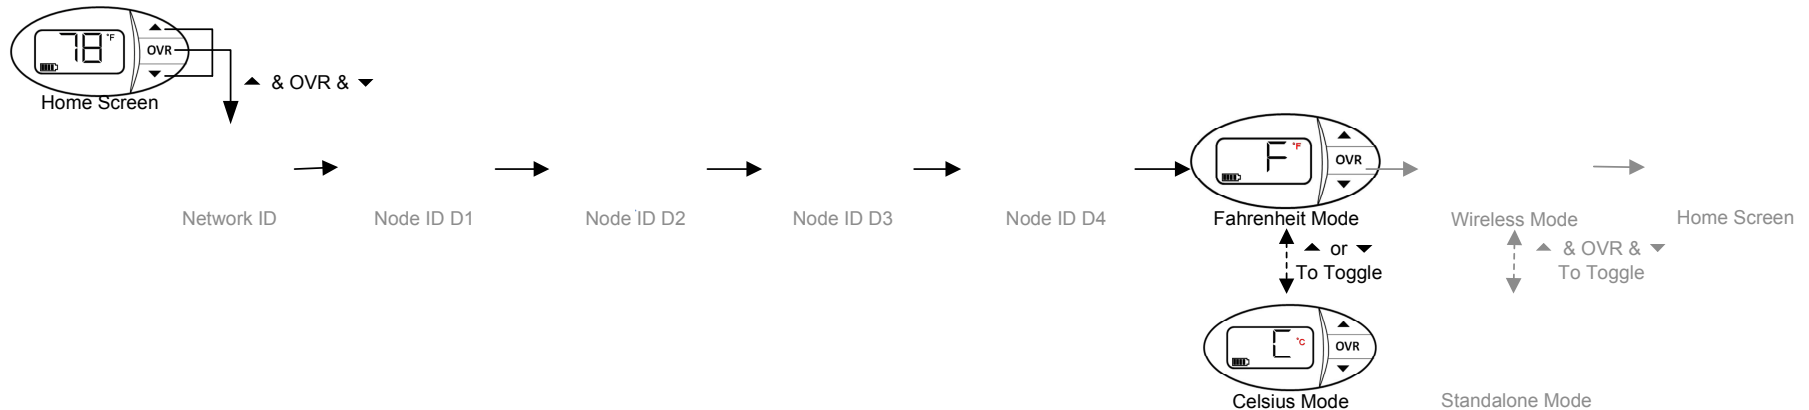 78 °F
OVR
Home Screen
▲ & OVR & ▼
Network ID
Node ID D1
Node ID D2
Node ID D3
Node ID D4
F °F
OVR
Fahrenheit Mode
▲ or ▼
To Toggle
C °C
OVR
Celsius Mode
Wireless Mode
▲ & OVR & ▼
To Toggle
Standalone Mode
Home Screen